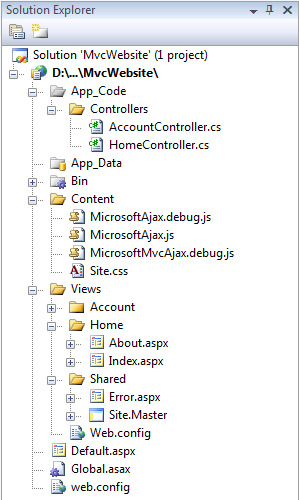 Solution Explorer
Solution 'MvcWebsite' (1 project)
D:\...\MvcWebsite\
App_Code
Controllers
AccountController.cs
HomeController.cs
App_Data
Bin
Content
MicrosoftAjax.debug.js
MicrosoftAjax.js
MicrosoftMvcAjax.debug.js
Site.css
Views
Account
Home
About.aspx
Index.aspx
Shared
Error.aspx
Site.Master
Web.config
Default.aspx
Global.asax
web.config